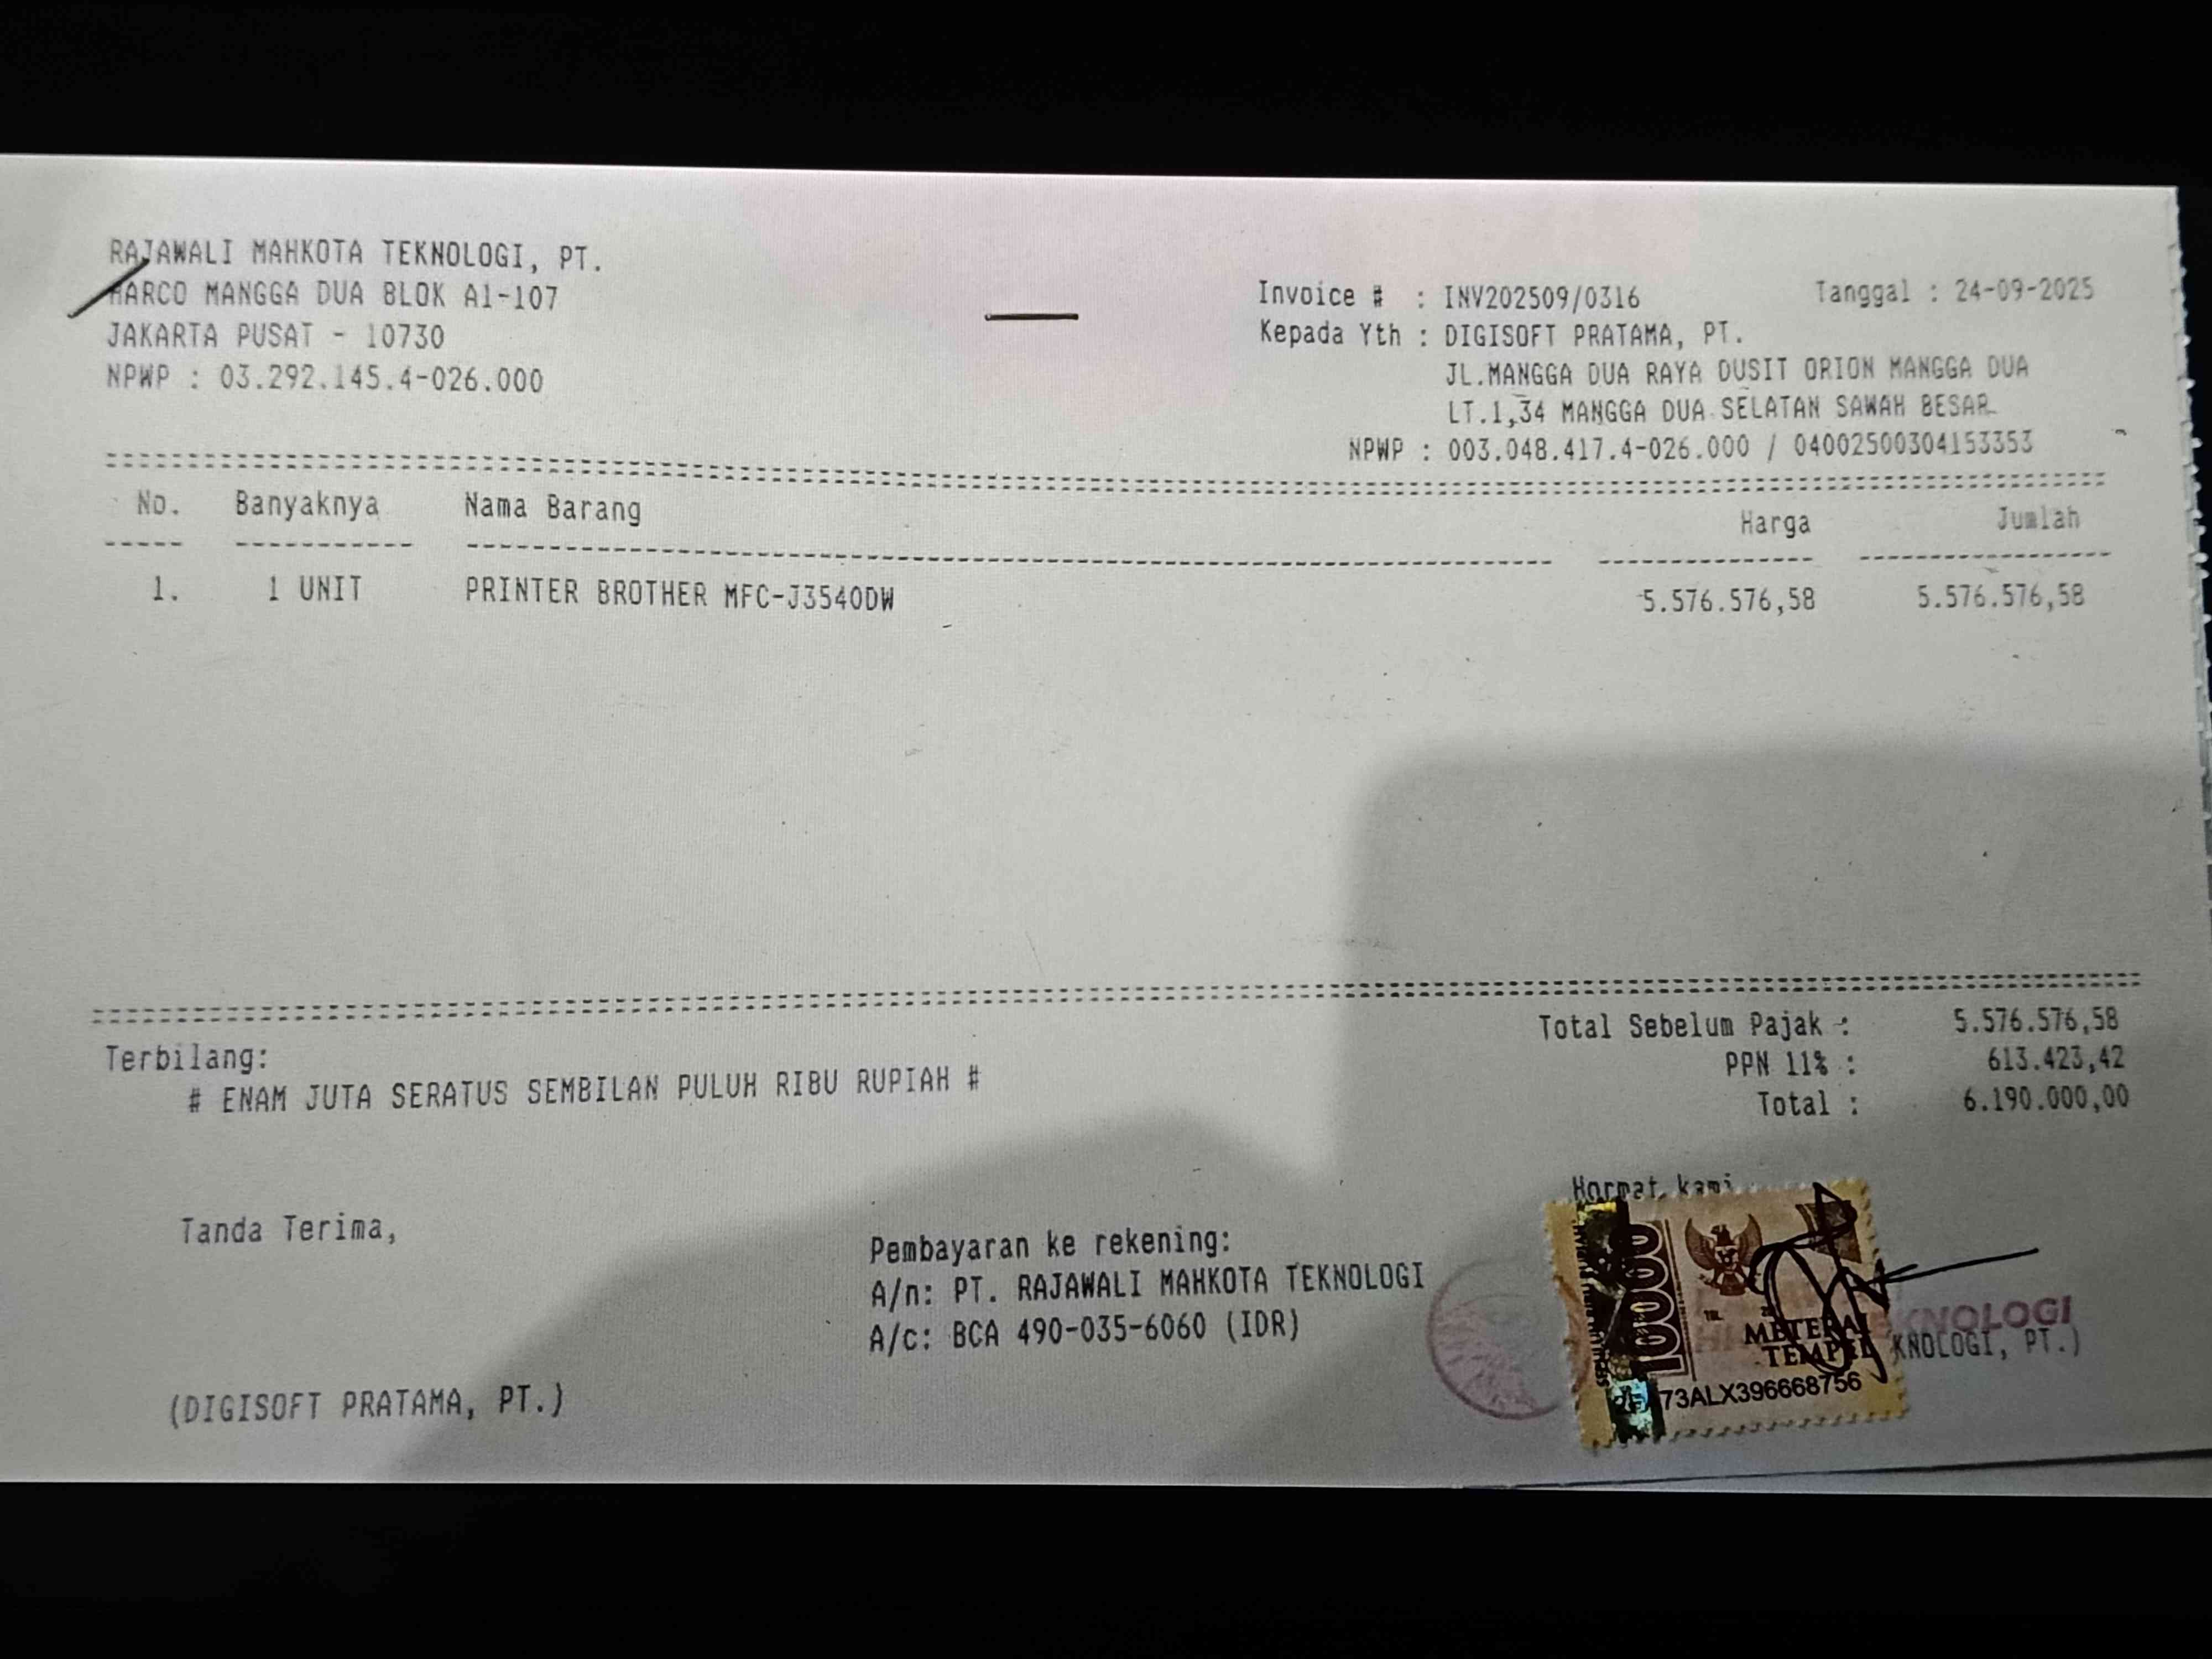 RAJAWALI MAHKOTA TEKNOLOGI, PT.
HARCO MANGGA DUA BLOK A1-107
JAKARTA PUSAT - 10730
NPWP : 03.292.145.4-026.000
Invoice # : INV202509/0316 Tanggal : 24-09-2025
Kepada Yth : DIGISOFT PRATAMA, PT.
JL.MANGGA DUA RAYA DUSIT ORION MANGGA DUA
LT.1,34 MANGGA DUA SELATAN SAWAH BESAR
NPWP : 003.048.417.4-026.000 / 04002500304153353
No. Banyaknya Nama Barang Harga Jumlah
1. 1 UNIT PRINTER BROTHER MFC-J3540DW 5.576.576,58 5.576.576,58
Total Sebelum Pajak : 5.576.576,58
PPN 11% : 613.423,42
Total : 6.190.000,00
Terbilang:
# ENAM JUTA SERATUS SEMBILAN PULUH RIBU RUPIAH #
Tanda Terima,
(DIGISOFT PRATAMA, PT.)
Pembayaran ke rekening:
A/n: PT. RAJAWALI MAHKOTA TEKNOLOGI
A/c: BCA 490-035-6060 (IDR)
Hormat kami
10000
METERAI
TEMPEL
73ALX396668756
KNOLOGI
KNOLOGI, PT.)